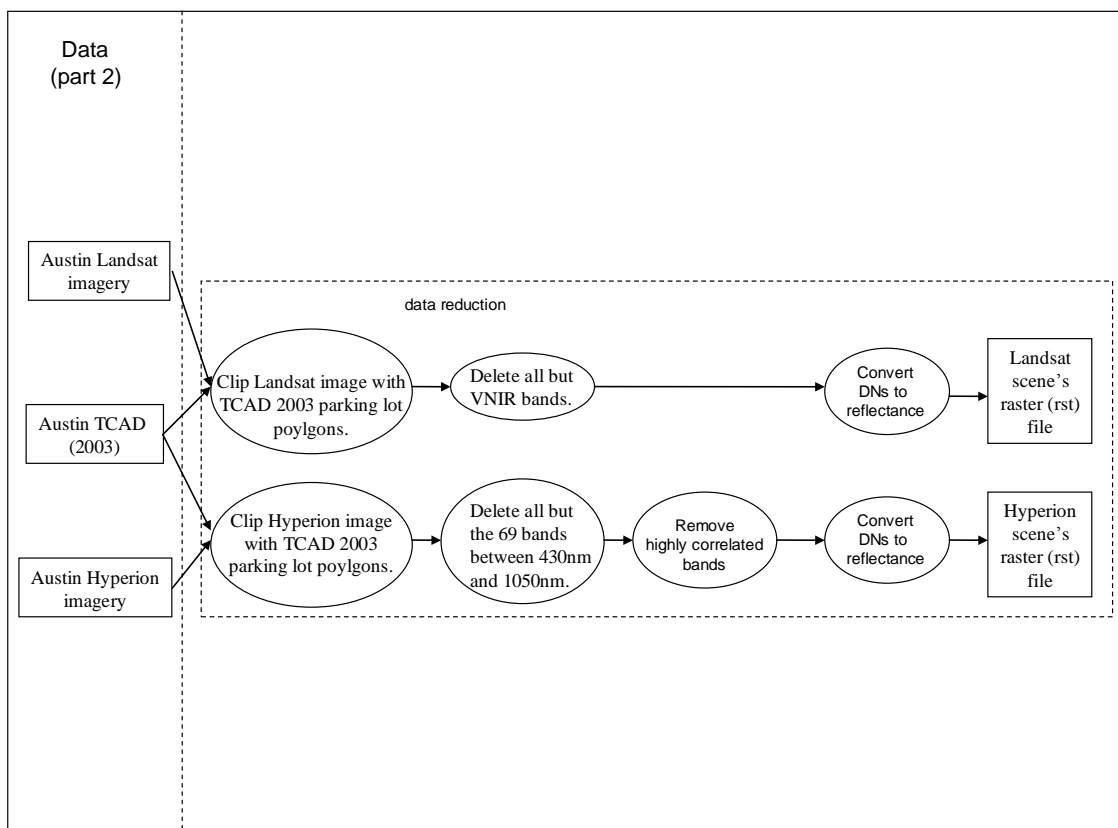 Data
(part 2)
Austin Landsat
imagery
Austin TCAD
(2003)
Austin Hyperion
imagery
data reduction
Clip Landsat image with
TCAD 2003 parking lot
poylgons.
Delete all but
VNIR bands.
Convert
DNs to
reflectance
Landsat
scene’s
raster (rst)
file
Clip Hyperion image
with TCAD 2003
parking lot poylgons.
Delete all but
the 69 bands
between 430nm
and 1050nm.
Remove
highly correlated
bands
Convert
DNs to
reflectance
Hyperion
scene’s
raster (rst)
file